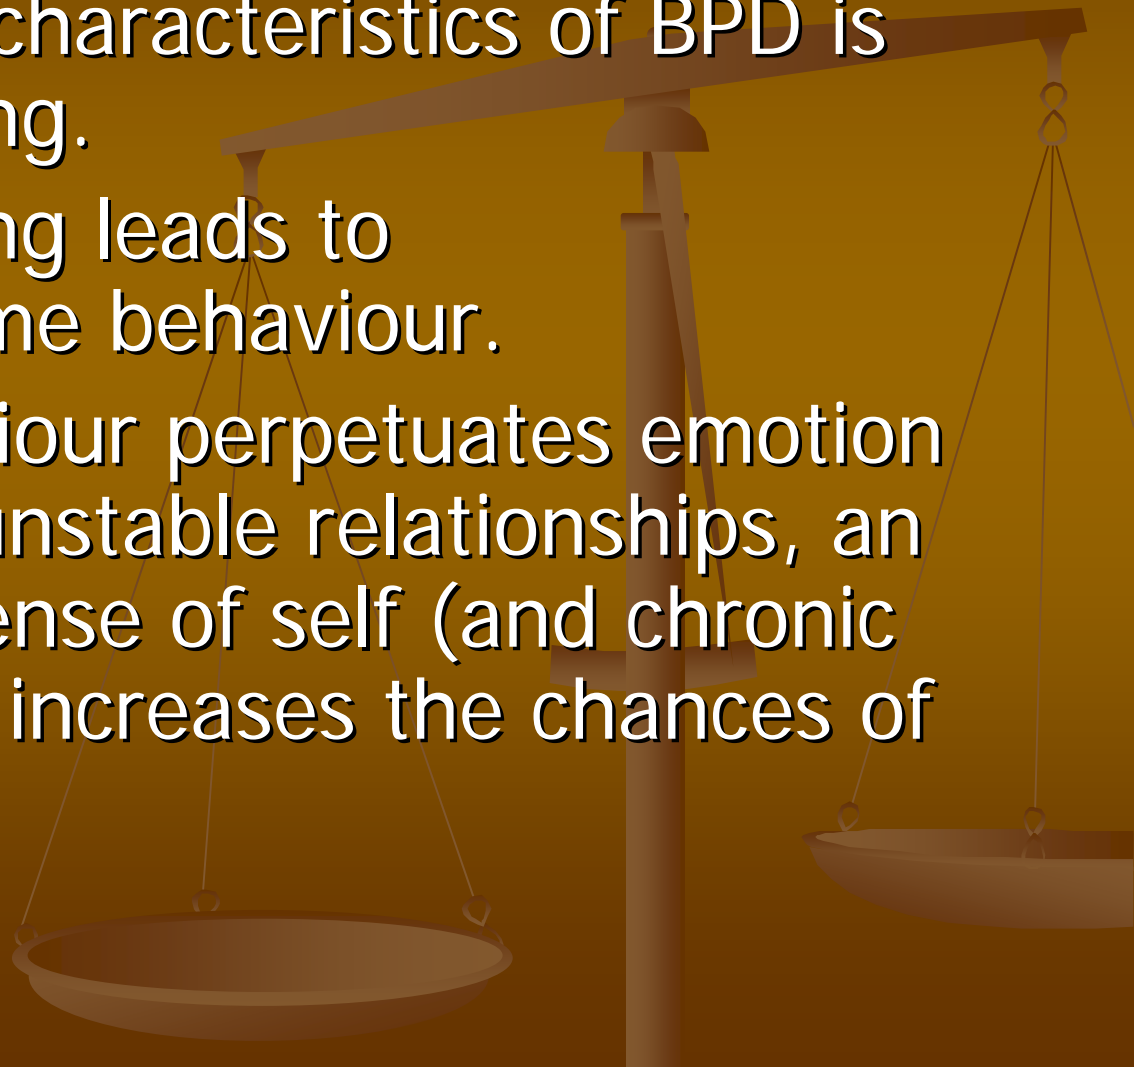 characteristics of BPD is
ng.
ng leads to
me behaviour.
iour perpetuates emotion
unstable relationships, an
ense of self (and chronic
increases the chances of